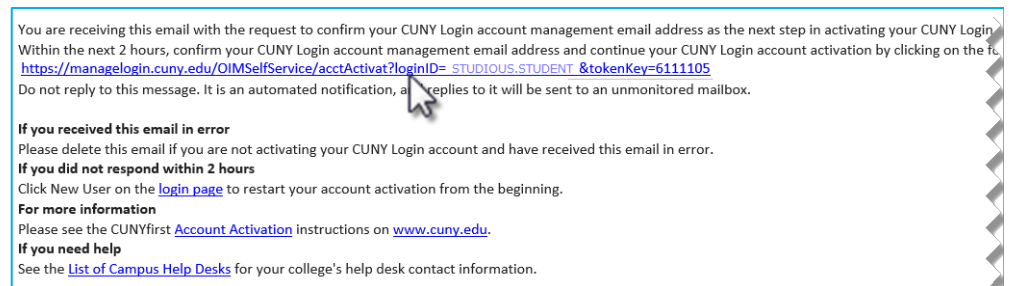 You are receiving this email with the request to confirm your CUNY Login account management email address as the next step in activating your CUNY Login
Within the next 2 hours, confirm your CUNY Login account management email address and continue your CUNY Login account activation by clicking on the
https://managelogin.cuny.edu/OIMSelfService/acctActivat?loginID= STUDIOUS.STUDENT &tokenKey=6111105
Do not reply to this message. It is an automated notification, a replies to it will be sent to an unmonitored mailbox.
If you received this email in error
Please delete this email if you are not activating your CUNY Login account and have received this email in error.
If you did not respond within 2 hours
Click New User on the login page to restart your account activation from the beginning.
For more information
Please see the CUNYfirst Account Activation instructions on www.cuny.edu.
If you need help
See the List of Campus Help Desks for your college's help desk contact information.